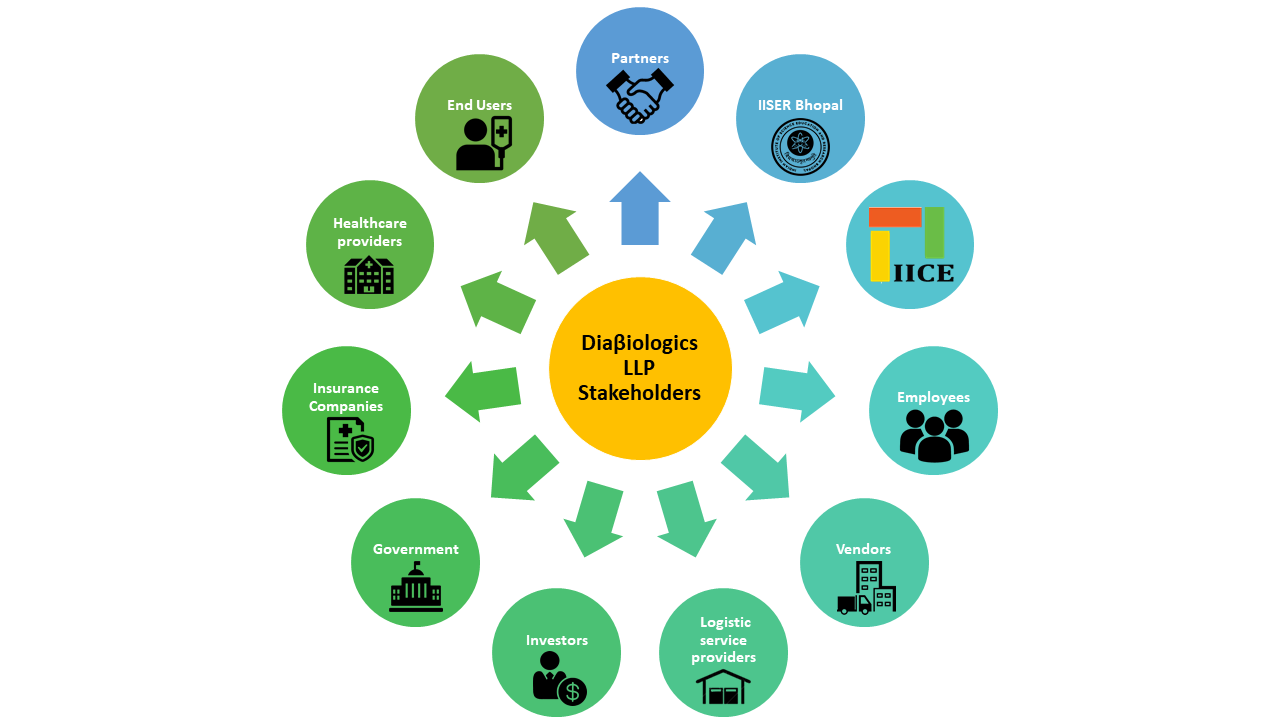 Partners
IISER Bhopal
IICE
Employees
Vendors
Logistic
service
providers
Investors
Government
Insurance
Companies
Healthcare
providers
End Users
Diaβiologics
LLP
Stakeholders